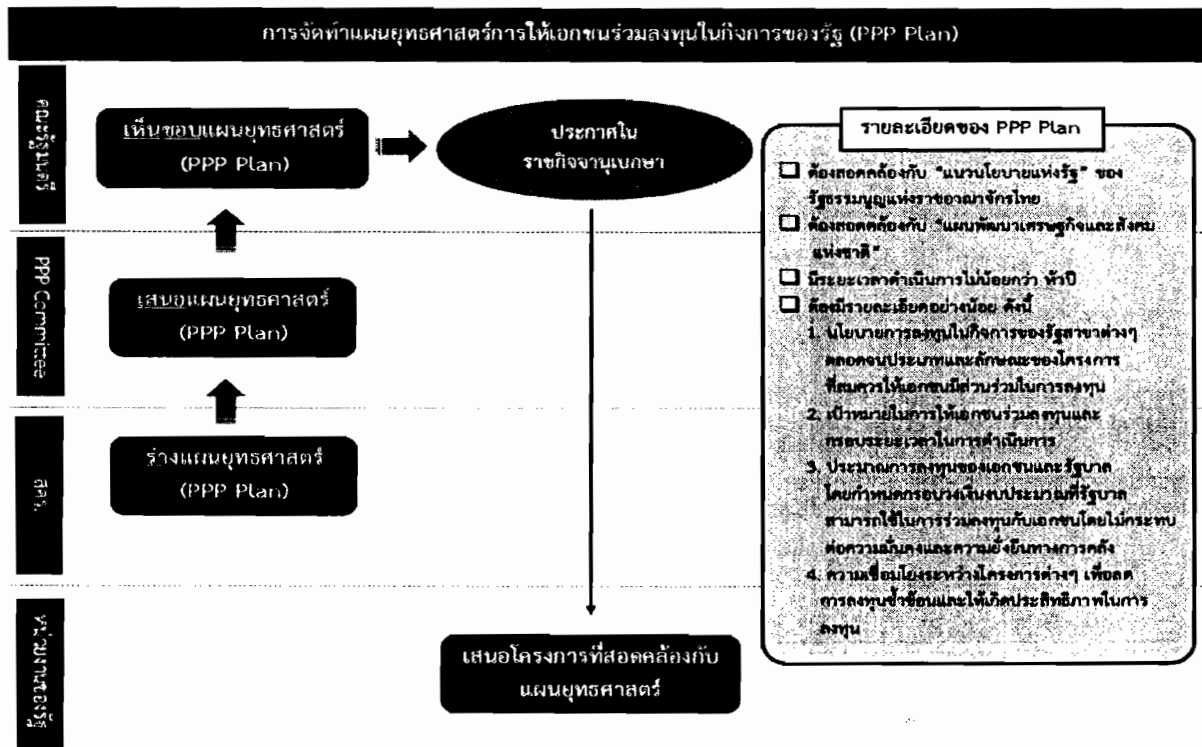 การจัดทำแผนยุทธศาสตร์การให้เอกชนร่วมลงทุนในกิจการของรัฐ (PPP Plan)
คณะรัฐมนตรี
เห็นชอบแผนยุทธศาสตร์
(PPP Plan)
ประกาศใน
ราชกิจจานุเบกษา
PPP Committee
เสนอแผนยุทธศาสตร์
(PPP Plan)
สคร.
ร่างแผนยุทธศาสตร์
(PPP Plan)
หน่วยงานของรัฐ
เสนอโครงการที่สอดคล้องกับ
แผนยุทธศาสตร์
รายละเอียดของ PPP Plan
ต้องสอดคล้องกับ "แนวนโยบายแห่งรัฐ" ของ
รัฐธรรมนูญแห่งราชอาณาจักรไทย
ต้องสอดคล้องกับ "แผนพัฒนาเศรษฐกิจและสังคม
แห่งชาติ"
มีระยะเวลาดำเนินการไม่น้อยกว่า ห้าปี
ต้องมีรายละเอียดอย่างน้อย ดังนี้
1. นโยบายการลงทุนในกิจการของรัฐสาขาต่างๆ
ตลอดจนประเภทและลักษณะของโครงการ
ที่สมควรให้เอกชนมีส่วนร่วมในการลงทุน
2. เป้าหมายในการให้เอกชนร่วมลงทุนและ
กรอบระยะเวลาในการดำเนินการ
3. ประมาณการลงทุนของเอกชนและรัฐบาล
โดยกำหนดกรอบวงเงินงบประมาณที่รัฐบาล
สามารถใช้ในการร่วมลงทุนกับเอกชนโดยไม่กระทบ
ต่อความมั่นคงและความยั่งยืนทางการคลัง
4. ความเชื่อมโยงระหว่างโครงการต่างๆ เพื่อลด
การลงทุนซ้ำซ้อนและให้เกิดประสิทธิภาพในการ
ลงทุน